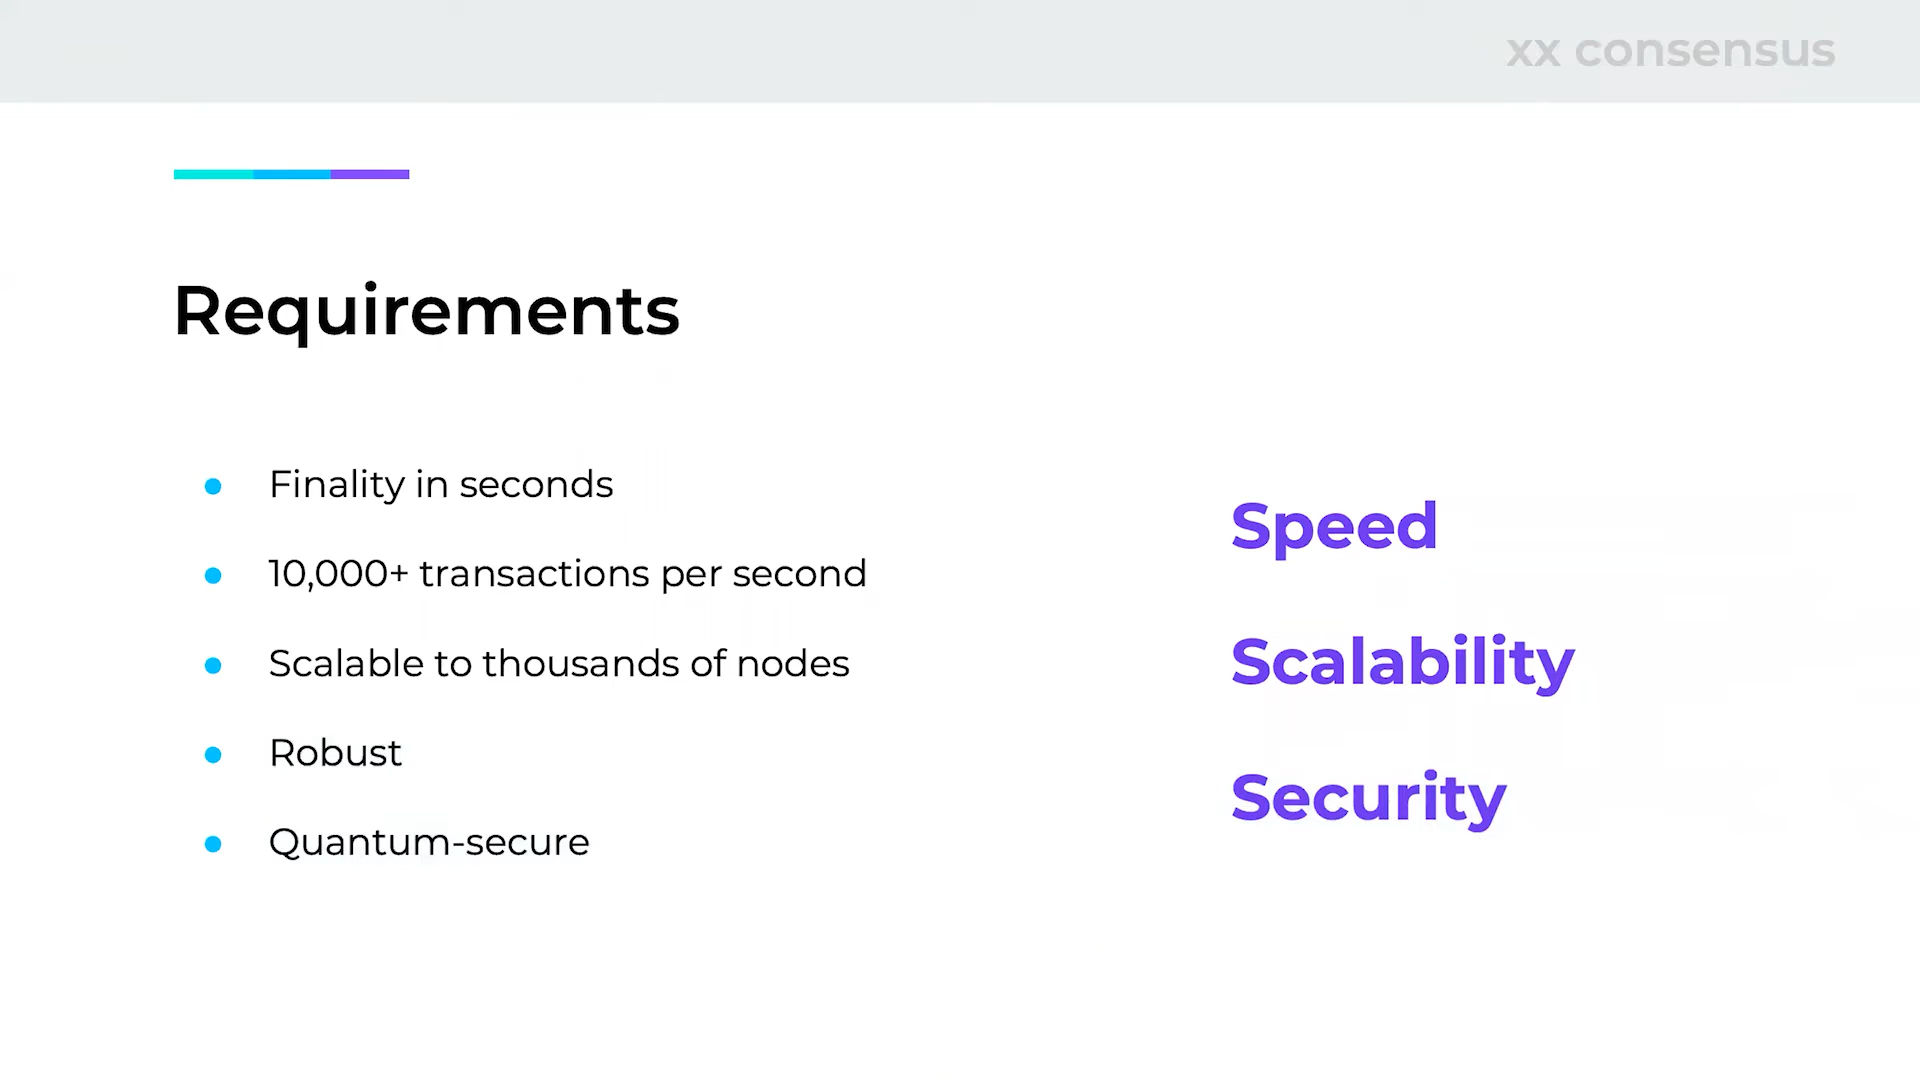 xx consensus
Requirements
Finality in seconds
10,000+ transactions per second
Scalable to thousands of nodes
Robust
Quantum-secure
Speed
Scalability
Security